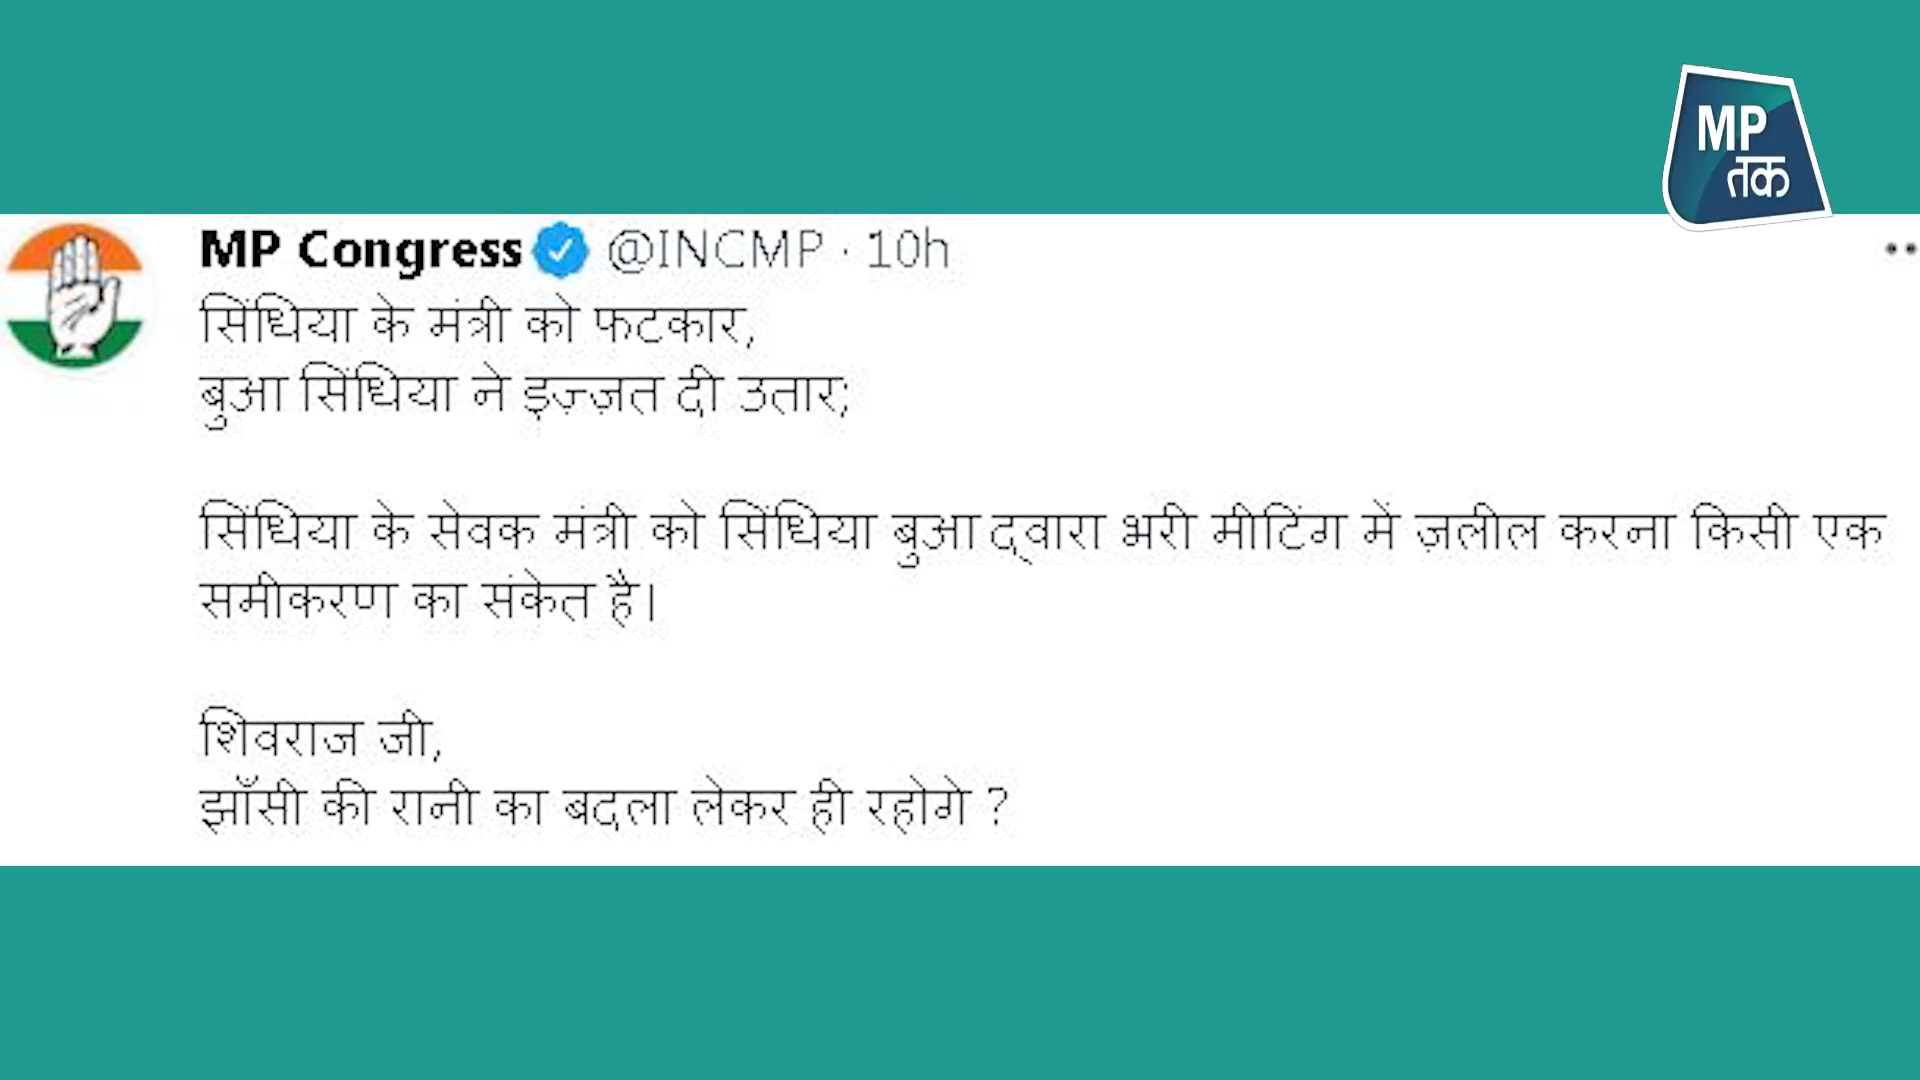 MP
तक
MP Congress @INCMP · 10h
सिंधिया के मंत्री को फटकार,
बुआ सिंधिया ने इज़्ज़त दी उतार;
सिंधिया के सेवक मंत्री को सिंधिया बुआ द्वारा भरी मीटिंग में ज़लील करना किसी एक
समीकरण का संकेत है।
शिवराज जी,
झाँसी की रानी का बदला लेकर ही रहोगे ?